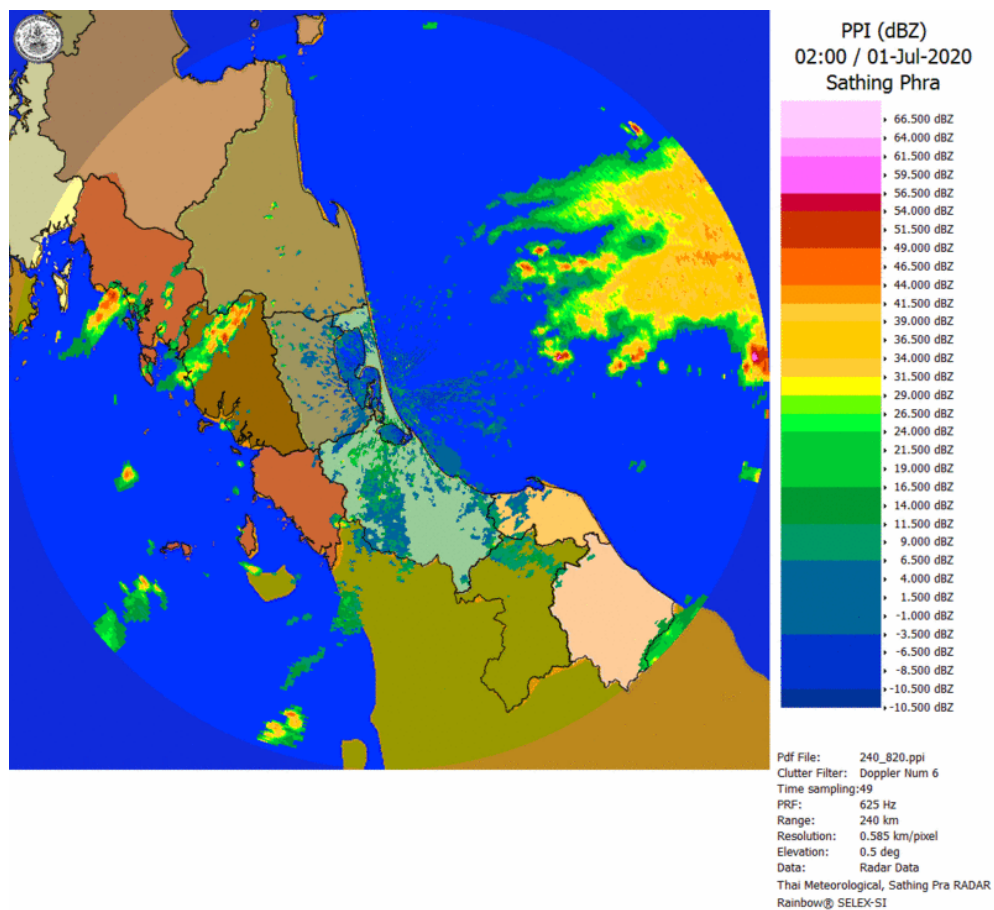 PPI (dBZ)
02:00 / 01-Jul-2020
Sathing Phra
66.500 dBZ
64.000 dBZ
61.500 dBZ
59.500 dBZ
56.500 dBZ
54.000 dBZ
51.500 dBZ
49.000 dBZ
46.500 dBZ
44.000 dBZ
41.500 dBZ
39.000 dBZ
36.500 dBZ
34.000 dBZ
31.500 dBZ
29.000 dBZ
26.500 dBZ
24.000 dBZ
21.500 dBZ
19.000 dBZ
16.500 dBZ
14.000 dBZ
11.500 dBZ
9.000 dBZ
6.500 dBZ
4.000 dBZ
1.500 dBZ
-1.000 dBZ
-3.500 dBZ
-6.500 dBZ
-8.500 dBZ
-10.500 dBZ
-10.500 dBZ
Pdf File: 240_820.ppi
Clutter Filter: Doppler Num 6
Time sampling:49
PRF: 625 Hz
Range: 240 km
Resolution: 0.585 km/pixel
Elevation: 0.5 deg
Data: Radar Data
Thai Meteorological, Sathing Pra RADAR
Rainbow® SELEX-SI